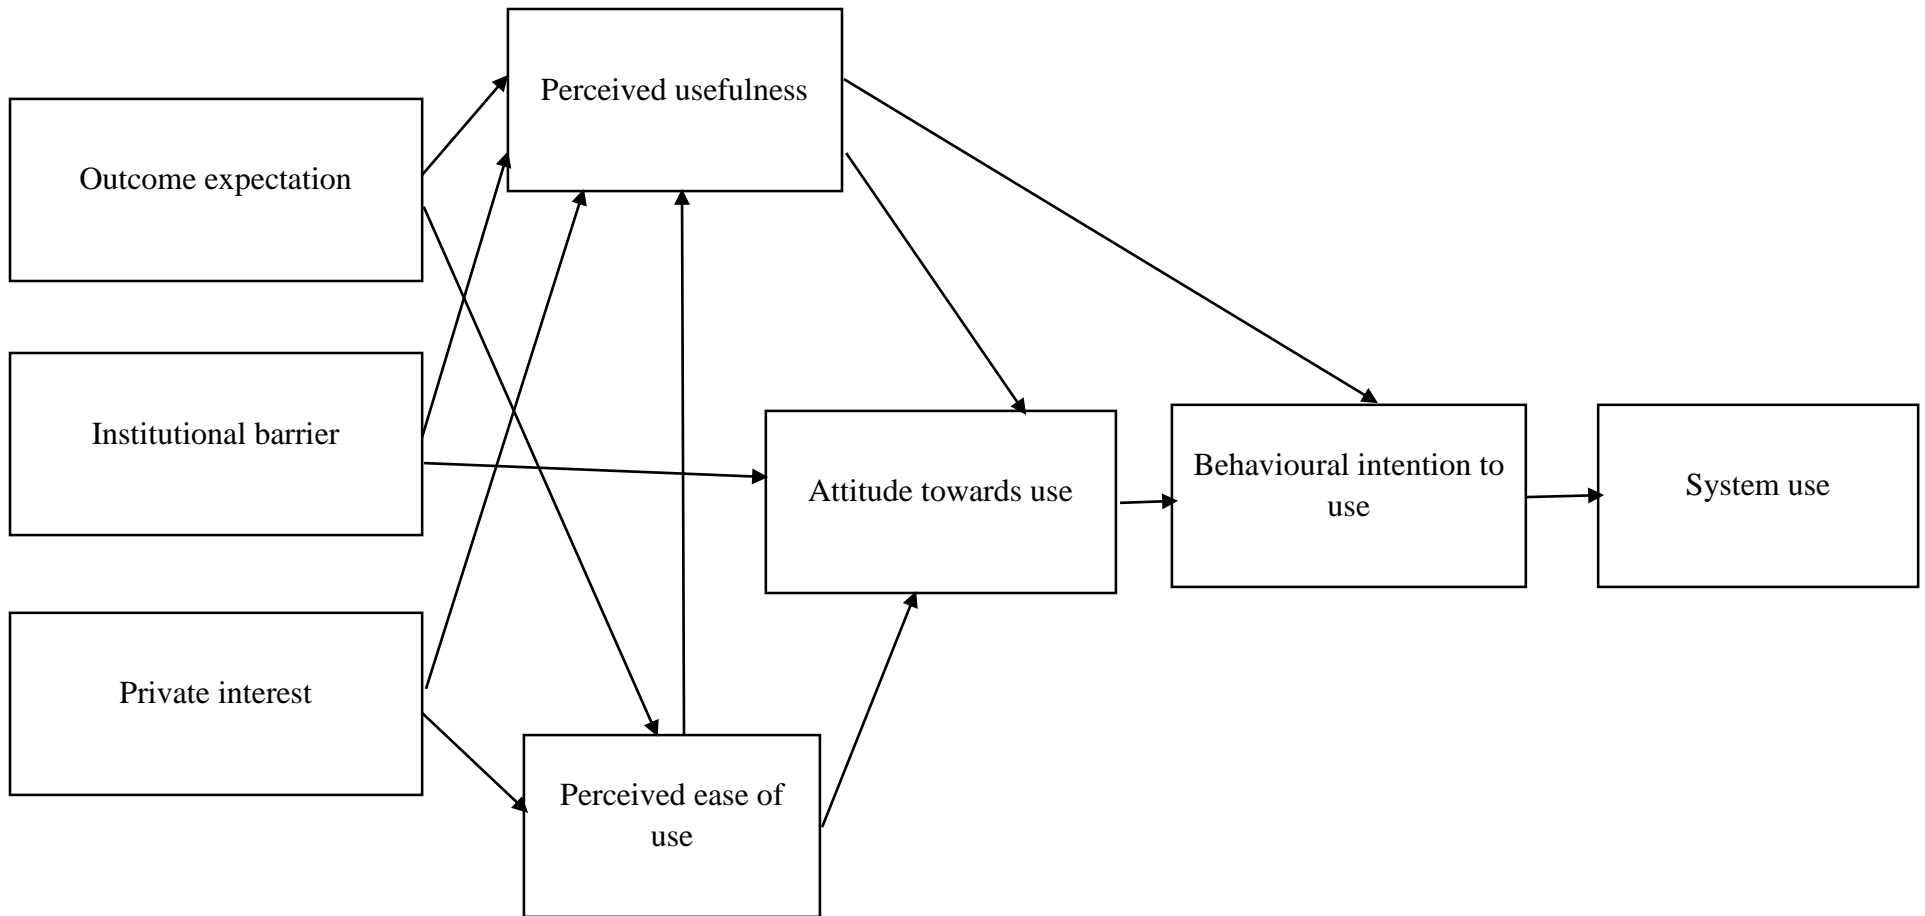 Perceived usefulness
Outcome expectation
Institutional barrier
Attitude towards use
Behavioural intention to
use
System use
Private interest
Perceived ease of
use